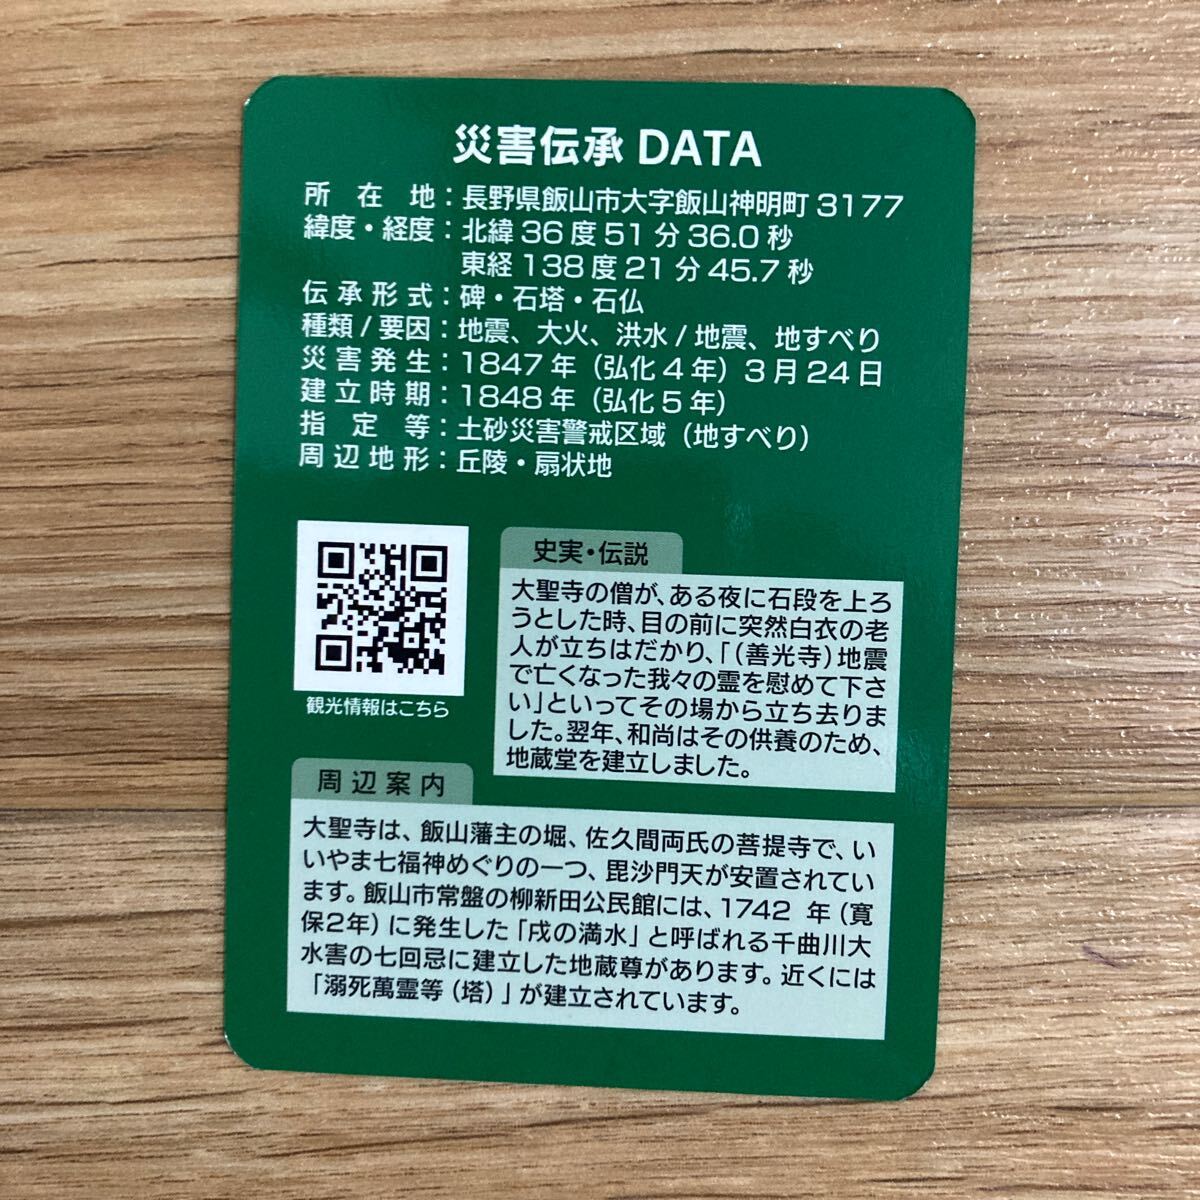 災害伝承 DATA
所在地：長野県飯山市大字飯山神明町 3177
緯度・経度：北緯 36 度 51 分 36.0 秒
東経 138 度 21 分 45.7 秒
伝承形式：碑・石塔・石仏
種類 / 要因：地震、大火、洪水 / 地震、地すべり
災害発生：1847 年（弘化 4 年）3 月 24 日
建立時期：1848 年（弘化 5 年）
指定等：土砂災害警戒区域（地すべり）
周辺地形：丘陵・扇状地
観光情報はこちら
史実・伝説
大聖寺の僧が、ある夜に石段を上ろ
うとした時、目の前に突然白衣の老
人が立ちはだかり、「（善光寺）地震
で亡くなった我々の霊を慰めて下さ
い」といってその場から立ち去りま
した。翌年、和尚はその供養のため、
地蔵堂を建立しました。
周辺案内
大聖寺は、飯山藩主の堀、佐久間両氏の菩提寺で、い
いやま七福神めぐりの一つ、毘沙門天が安置されてい
ます。飯山市常盤の柳新田公民館には、1742 年（寛
保2年）に発生した「戌の満水」と呼ばれる千曲川大
水害の七回忌に建立した地蔵尊があります。近くには
「溺死萬霊等（塔）」が建立されています。